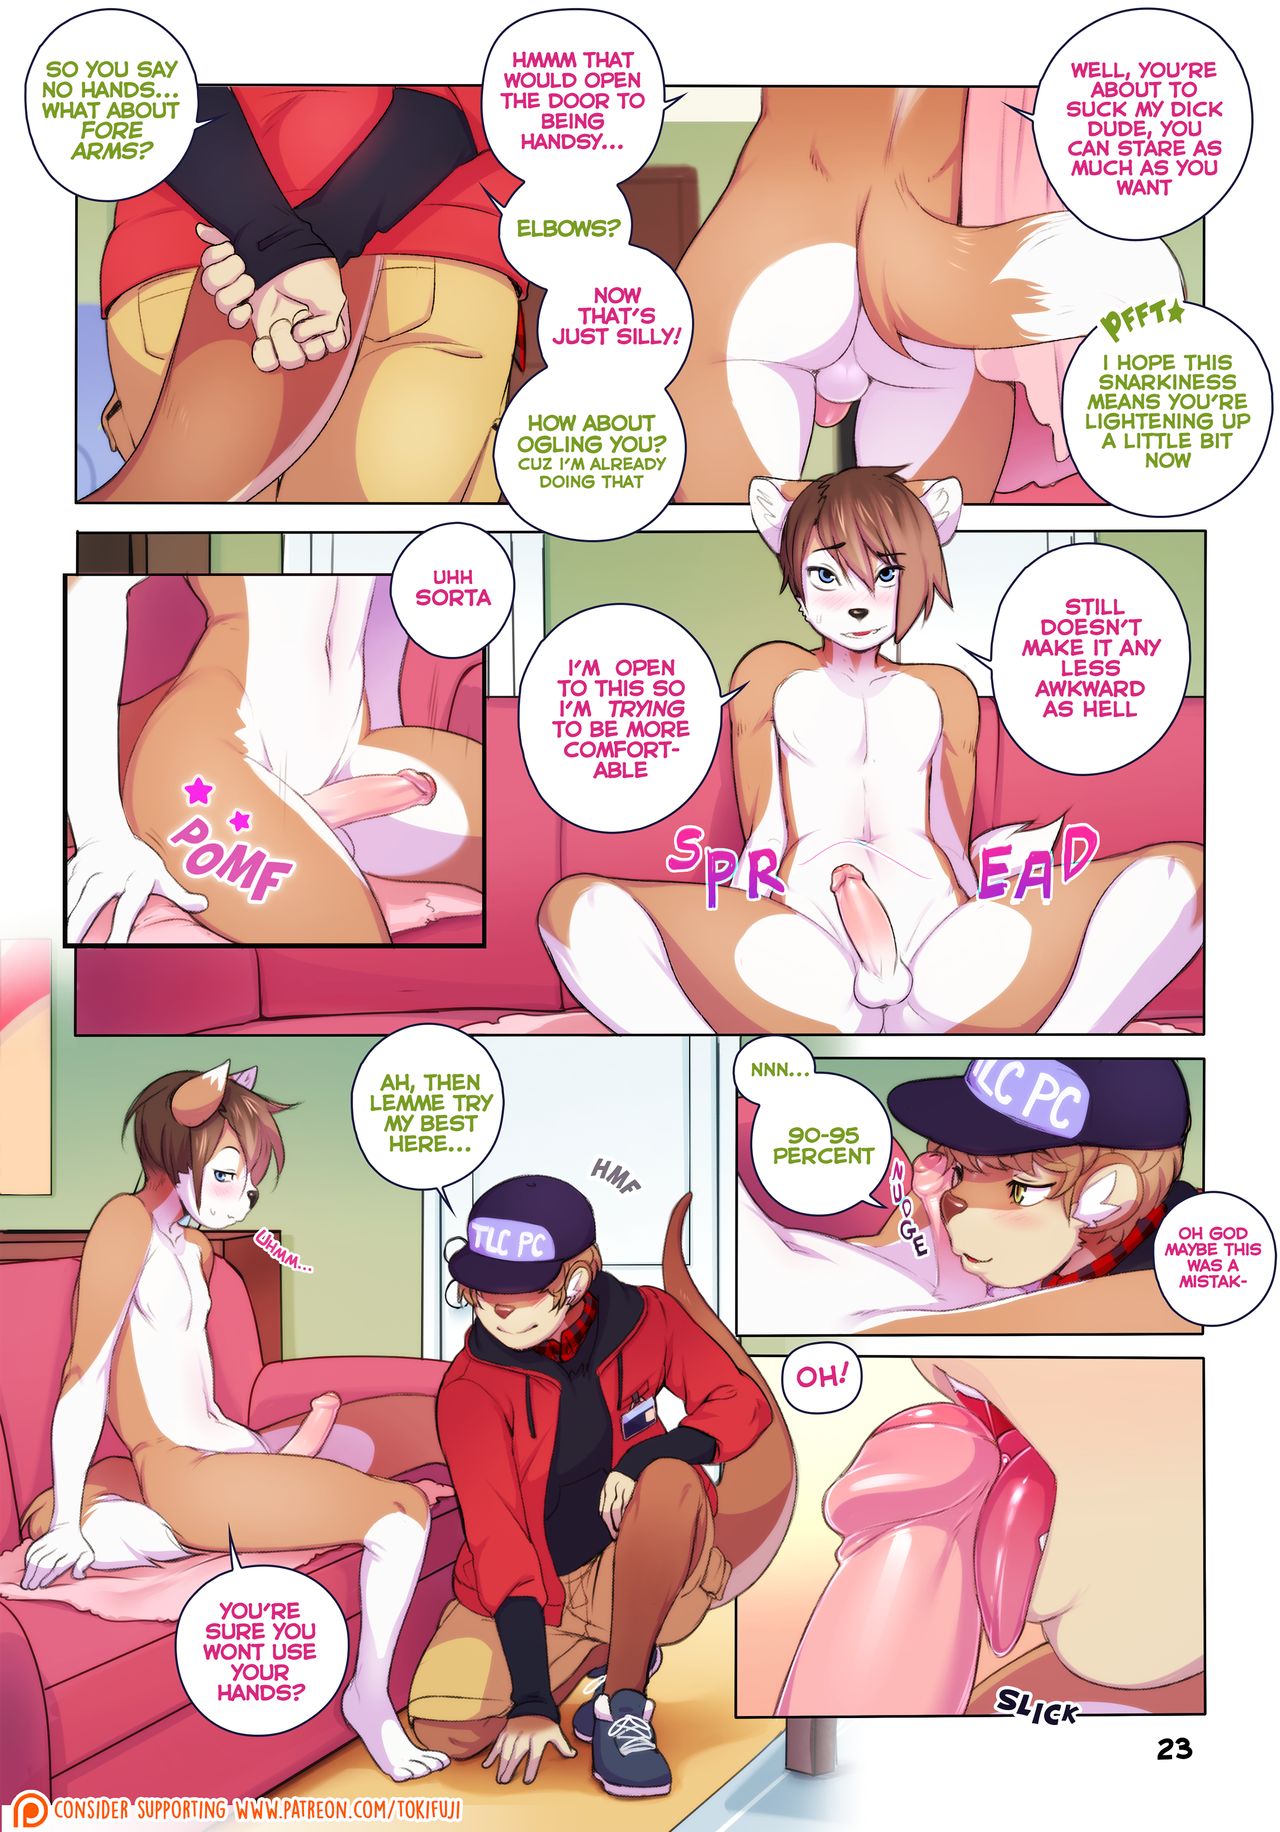 SO YOU SAY
NO HANDS...
WHAT ABOUT
FORE
ARMS?
HMMM THAT
WOULD OPEN
THE DOOR TO
BEING
HANDSY...
ELBOWS?
NOW
THAT'S
JUST SILLY!
HOW ABOUT
OGLING YOU?
CUZ I'M ALREADY
DOING THAT
WELL, YOU'RE
ABOUT TO
SUCK MY DICK
DUDE, YOU
CAN STARE AS
MUCH AS YOU
WANT
PFFT
I HOPE THIS
SNARKINESS
MEANS YOU'RE
LIGHTENING UP
A LITTLE BIT
NOW
UHH
SORTA
POMF
I'M OPEN
TO THIS SO
I'M TRYING
TO BE MORE
COMFORT-
ABLE
STILL
DOESN'T
MAKE IT ANY
LESS
AWKWARD
AS HELL
SPREAD
AH, THEN
LEMME TRY
MY BEST
HERE...
HMF
TLC PC
UHMM...
YOU'RE
SURE YOU
WONT USE
YOUR
HANDS?
NNN...
90-95
PERCENT
TLC PC
NUDGE
OH GOD
MAYBE THIS
WAS A
MISTAK-
OH!
SLICK
23
CONSIDER SUPPORTING WWW.PATREON.COM/TOKIFUJI